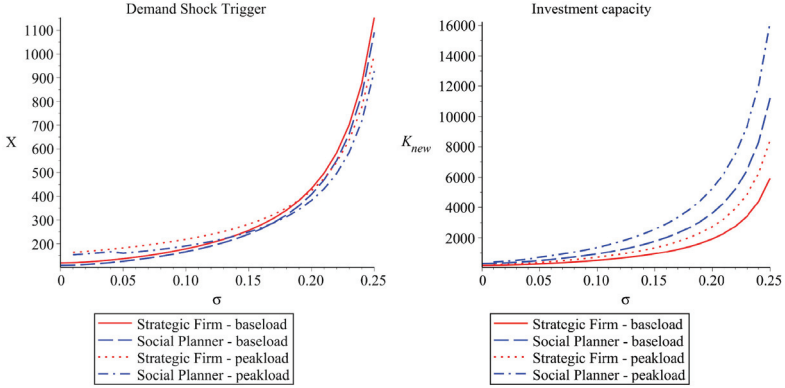 Demand Shock Trigger
1100
1000
900
800
700
600
500
400
300
200
X
0
0.05
0.10
0.15
0.20
0.25
σ
Strategic Firm - baseload
Social Planner - baseload
Strategic Firm - peakload
Social Planner - peakload
Investment capacity
16000
14000
12000
10000
8000
6000
4000
2000
K_new
0
0.05
0.10
0.15
0.20
0.25
σ
Strategic Firm - baseload
Social Planner - baseload
Strategic Firm - peakload
Social Planner - peakload